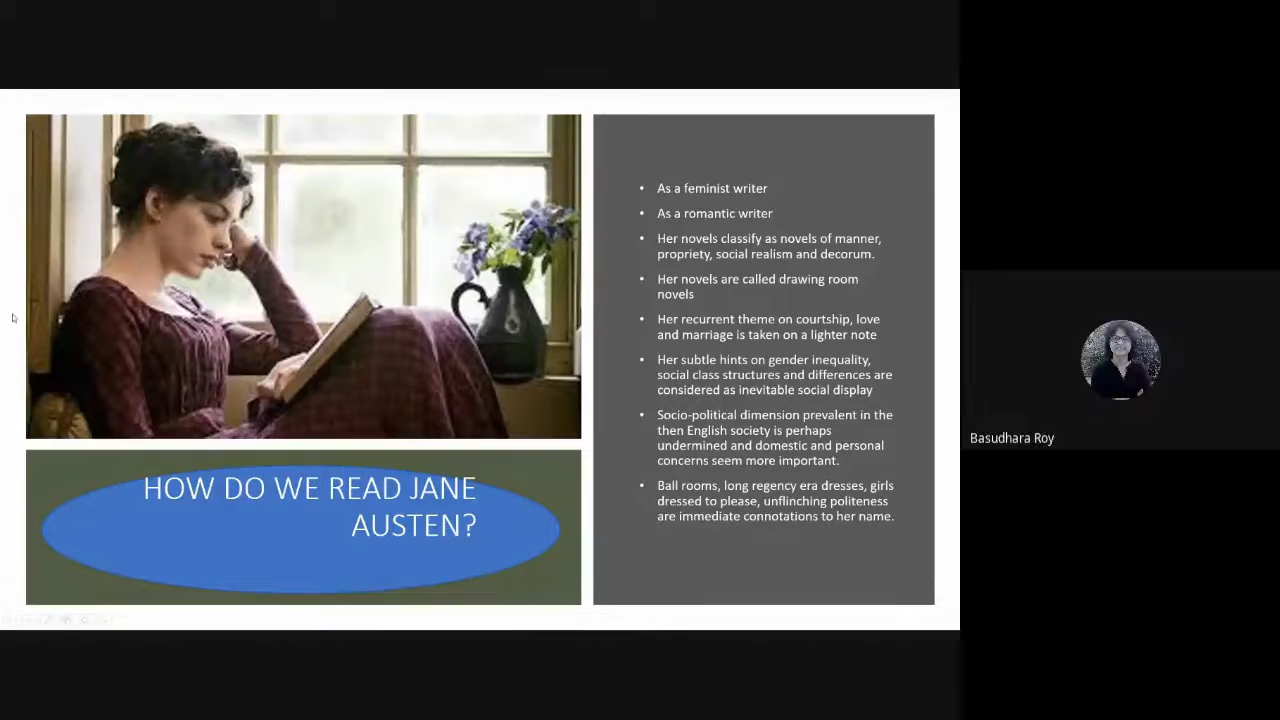 As a feminist writer
As a romantic writer
Her novels classify as novels of manner,
propriety, social realism and decorum.
Her novels are called drawing room
novels
Her recurrent theme on courtship, love
and marriage is taken on a lighter note
Her subtle hints on gender inequality,
social class structures and differences are
considered as inevitable social display
Socio-political dimension prevalent in the
then English society is perhaps
undermined and domestic and personal
concerns seem more important.
Ball rooms, long regency era dresses, girls
dressed to please, unflinching politeness
are immediate connotations to her name.
HOW DO WE READ JANE
AUSTEN?
Basudhara Roy